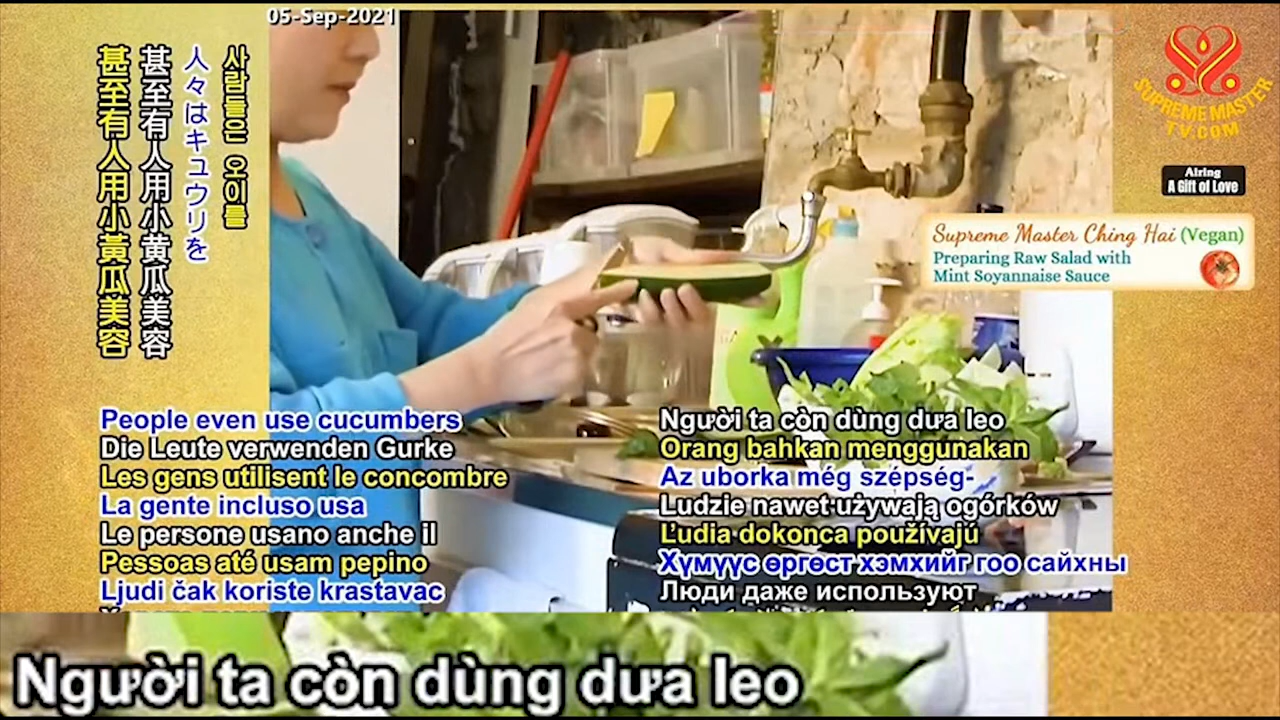 05-Sep-2021
사람들은 오이를
人々はキュウリを
甚至有人用小黄瓜美容
甚至有人用小黃瓜美容
SUPREME MASTER
TV.COM
Airing
A Gift of Love
Supreme Master Ching Hai (Vegan)
Preparing Raw Salad with
Mint Soyannaise Sauce
People even use cucumbers
Die Leute verwenden Gurke
Les gens utilisent le concombre
La gente incluso usa
Le persone usano anche il
Pessoas até usam pepino
Ljudi čak koriste krastavac
Người ta còn dùng dưa leo
Orang bahkan menggunakan
Az uborka még szépség-
Ludzie nawet używają ogórków
Ľudia dokonca používajú
Хүмүүс өргөст хэмхийг гоо сайхны
Люди даже используют
Người ta còn dùng dưa leo